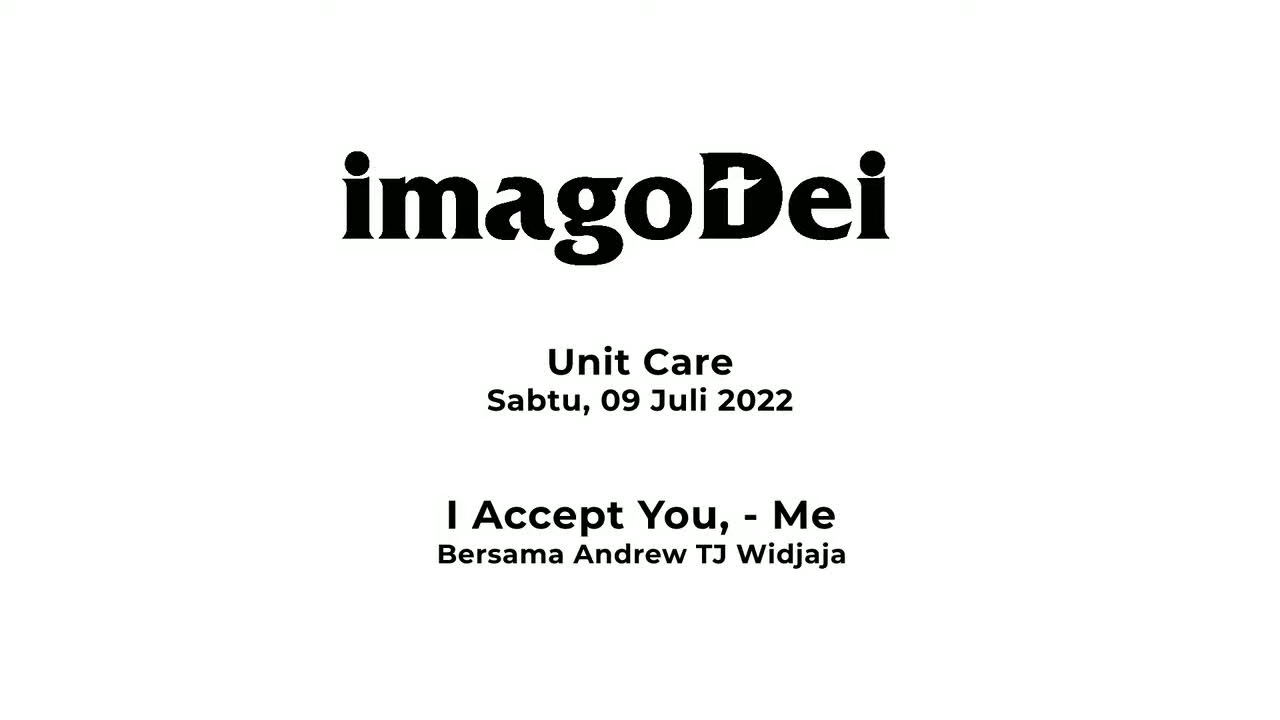 imagoDei
Unit Care
Sabtu, 09 Juli 2022
I Accept You, - Me
Bersama Andrew TJ Widjaja